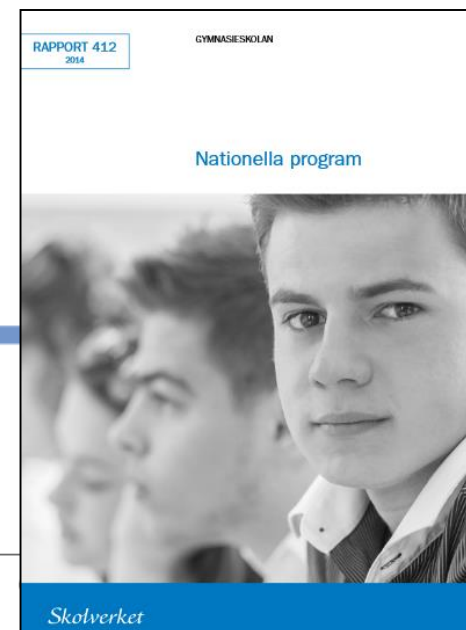 RAPPORT 412
2014
GYMNASIESKOLAN
Nationella program
Skolverket